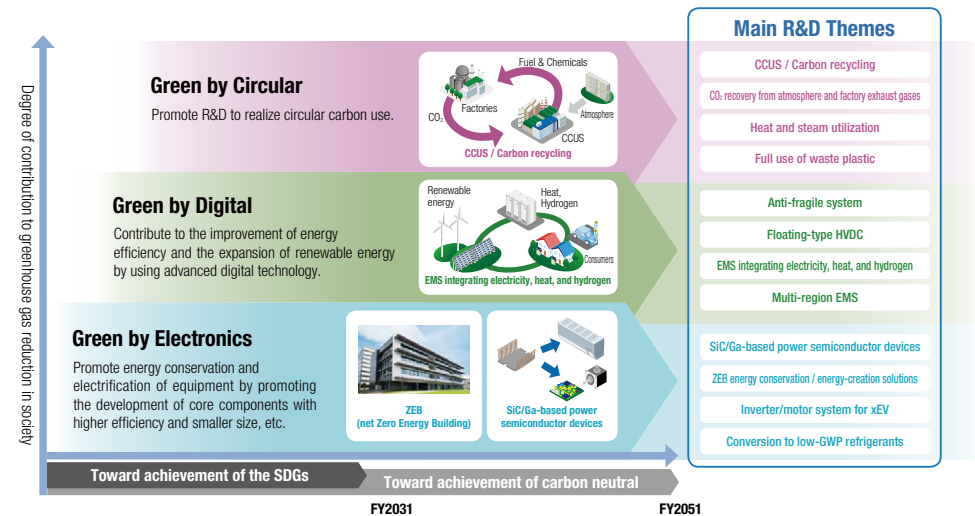 Degree of contribution to greenhouse gas reduction in society
Green by Circular
Promote R&D to realize circular carbon use.
Fuel & Chemicals
Factories
CO₂
Atmosphere
CCUS
CCUS / Carbon recycling
Green by Digital
Contribute to the improvement of energy
efficiency and the expansion of renewable energy
by using advanced digital technology.
Renewable
energy
Heat,
Hydrogen
Consumers
EMS integrating electricity, heat, and hydrogen
Green by Electronics
Promote energy conservation and
electrification of equipment by promoting
the development of core components with
higher efficiency and smaller size, etc.
ZEB
(net Zero Energy Building)
SiC/Ga-based power
semiconductor devices
Toward achievement of the SDGs
Toward achievement of carbon neutral
FY2031
FY2051
Main R&D Themes
CCUS / Carbon recycling
CO₂ recovery from atmosphere and factory exhaust gases
Heat and steam utilization
Full use of waste plastic
Anti-fragile system
Floating-type HVDC
EMS integrating electricity, heat, and hydrogen
Multi-region EMS
SiC/Ga-based power semiconductor devices
ZEB energy conservation / energy-creation solutions
Inverter/motor system for xEV
Conversion to low-GWP refrigerants